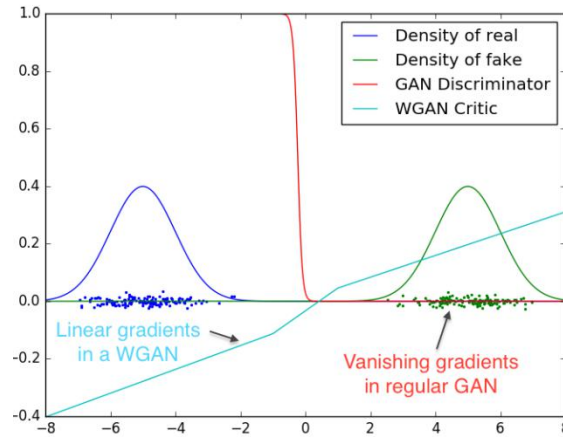 1.0
0.8
0.6
0.4
0.2
0.0
−0.2
−0.4
−8
−6
−4
−2
0
2
4
6
8
Density of real
Density of fake
GAN Discriminator
WGAN Critic
Linear gradients
in a WGAN
Vanishing gradients
in regular GAN